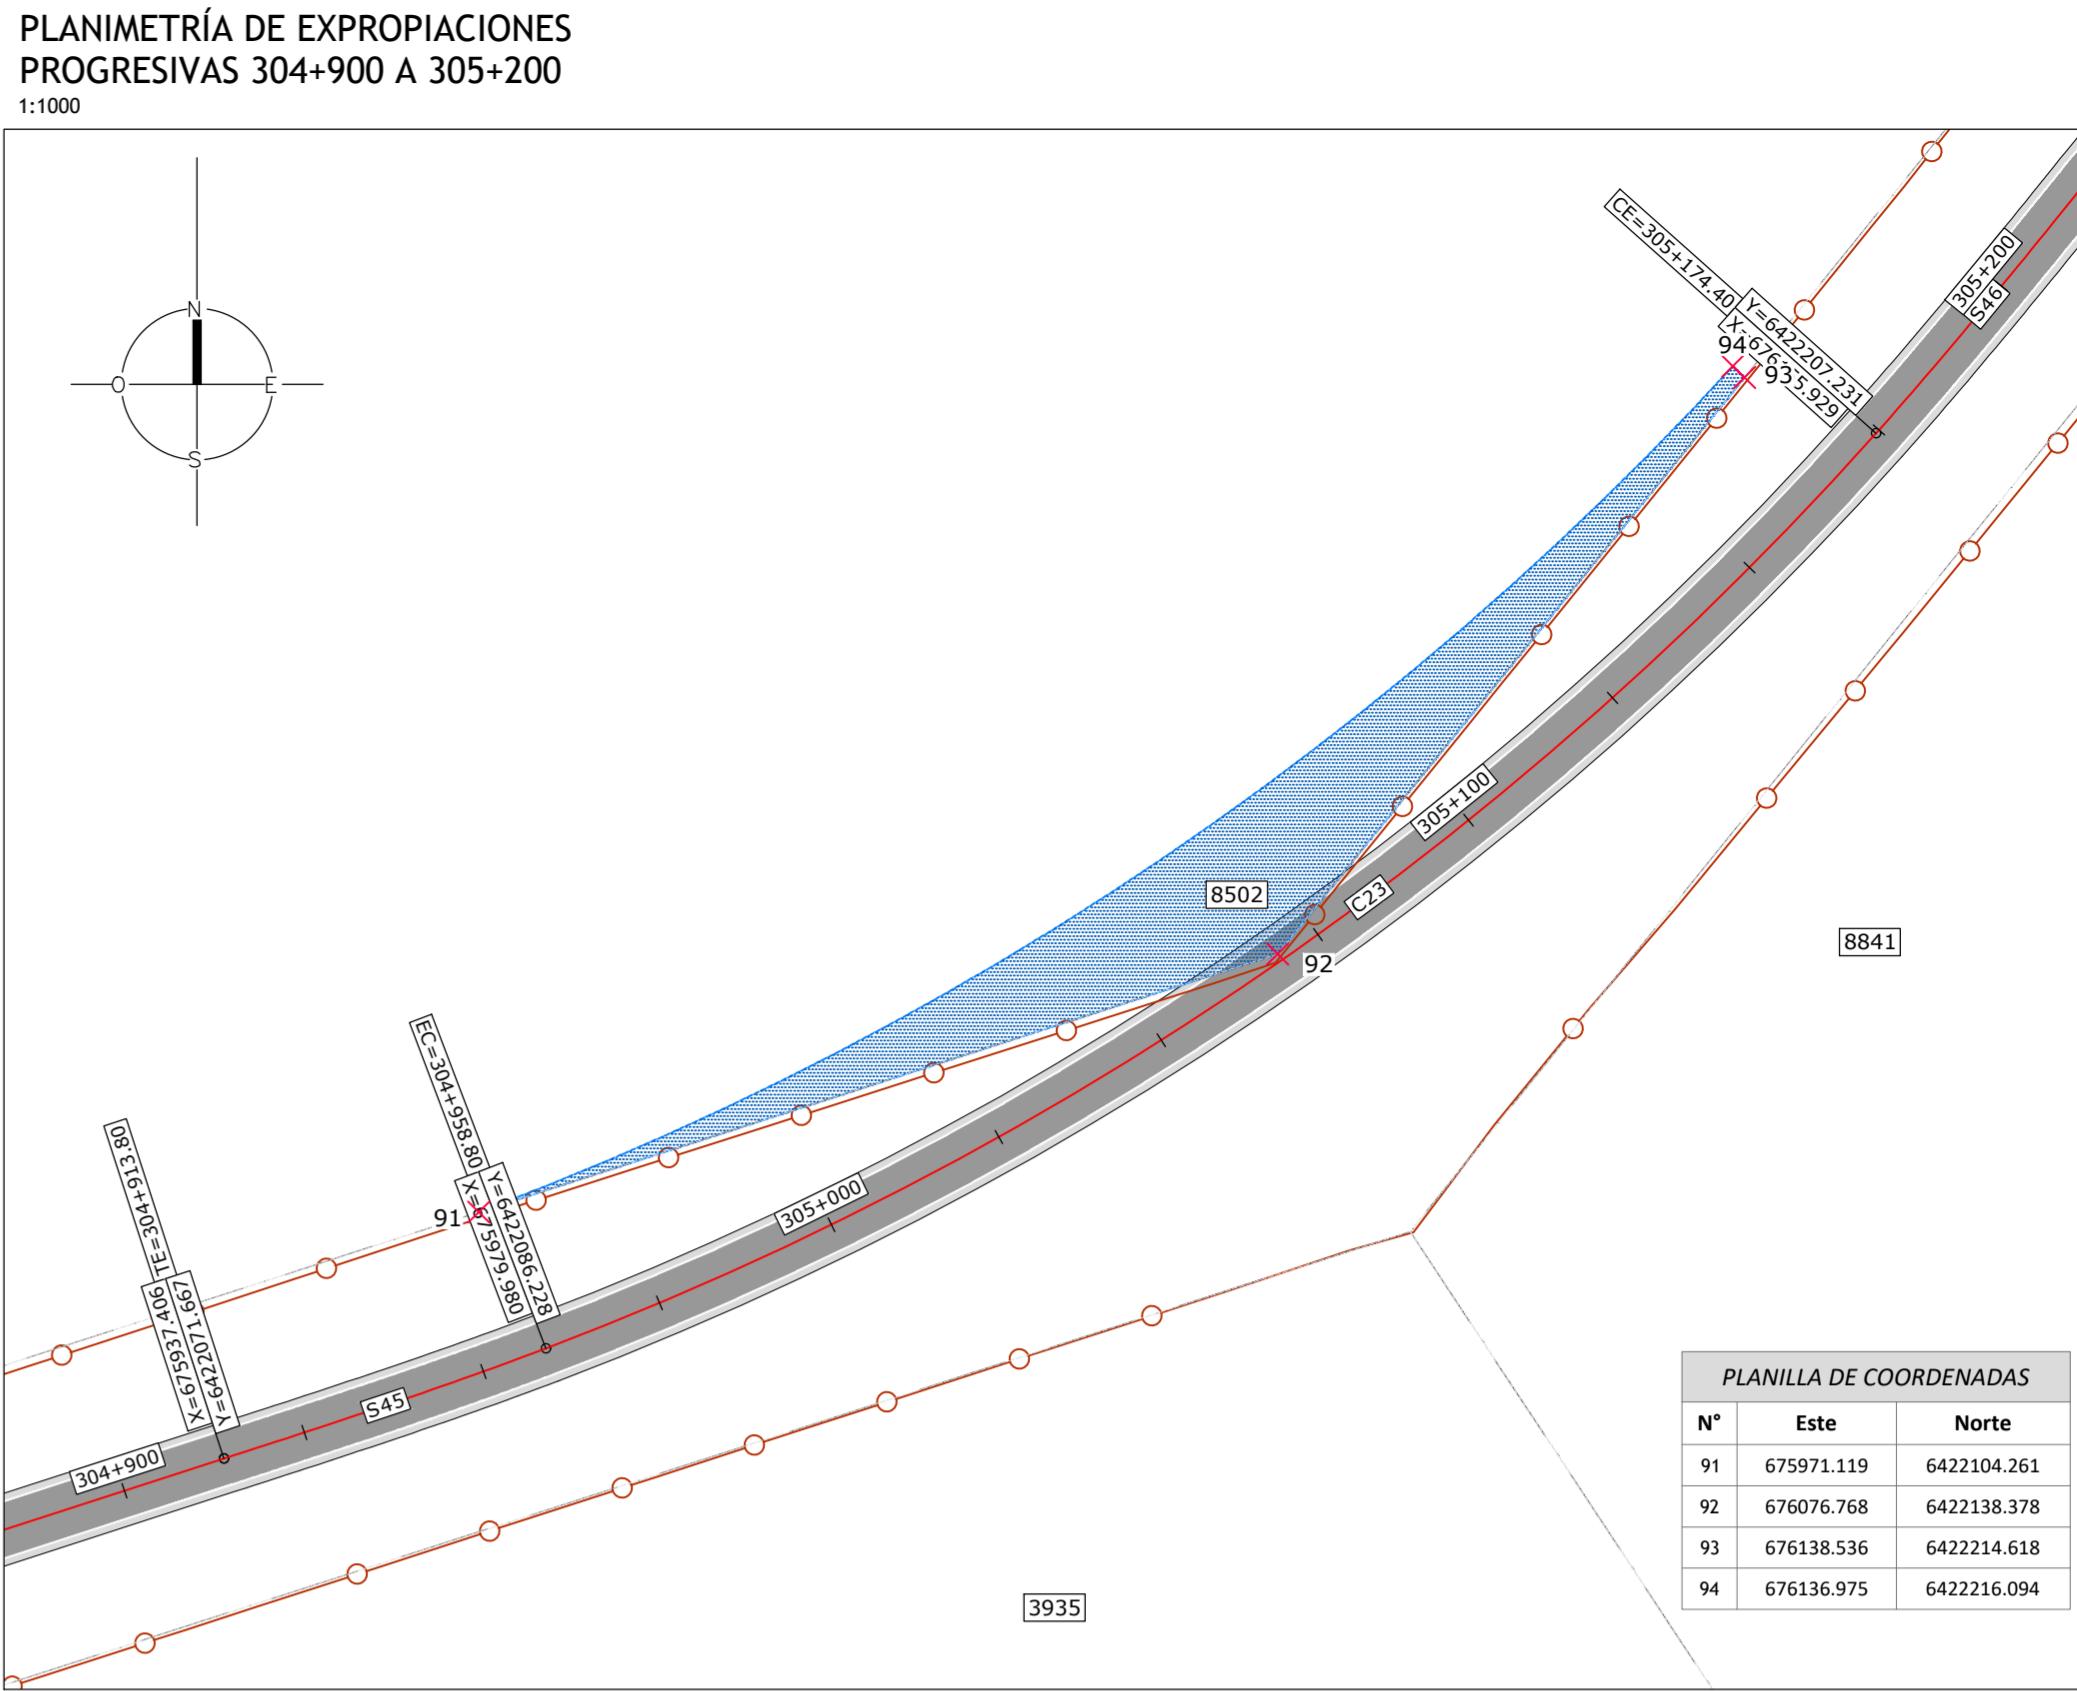 PLANIMETRÍA DE EXPROPIACIONES
PROGRESIVAS 304+900 A 305+200
1:1000
N
O
E
S
CE=305+174.40
Y=6422207.231
94
93
305+200
S46
305+100
C23
8502
92
8841
EC=304+958.80
X=675979.980
Y=6422086.228
91
305+000
TE=304+913.80
X=675937.406
Y=6422071.667
S45
304+900
3935
PLANILLA DE COORDENADAS
N° Este Norte
91 675971.119 6422104.261
92 676076.768 6422138.378
93 676138.536 6422214.618
94 676136.975 6422216.094